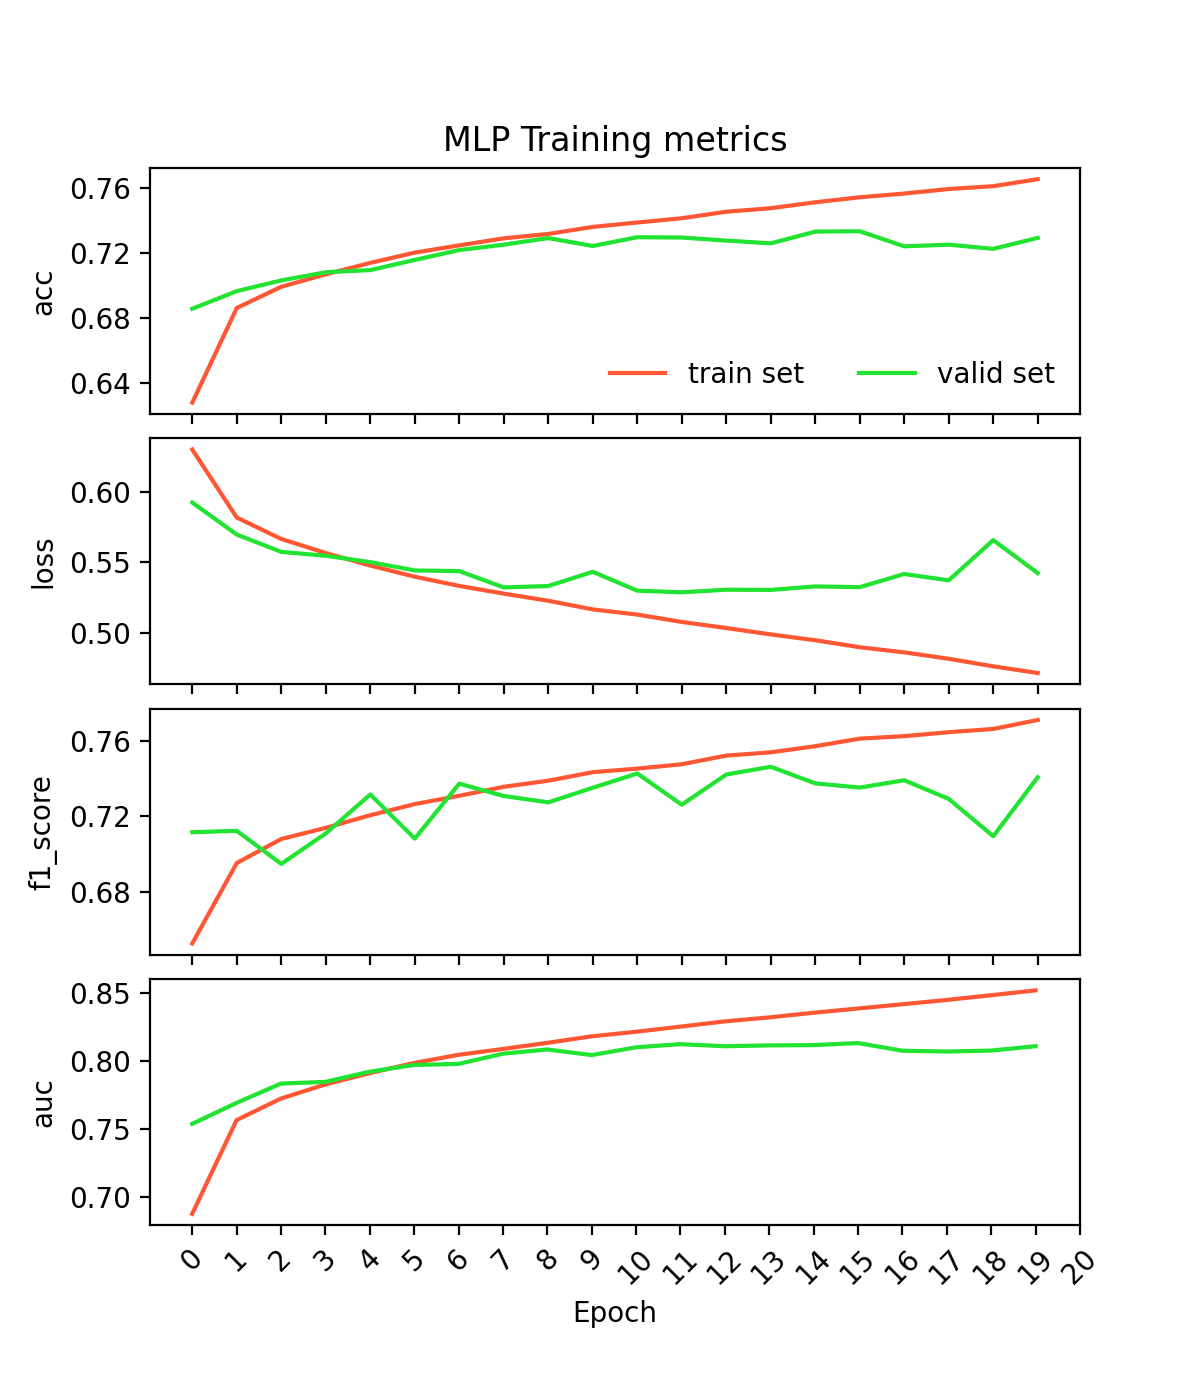 MLP Training metrics
acc
0.76
0.72
0.68
0.64
train set
valid set
loss
0.60
0.55
0.50
f1_score
0.76
0.72
0.68
auc
0.85
0.80
0.75
0.70
0 1 2 3 4 5 6 7 8 9 10 11 12 13 14 15 16 17 18 19 20
Epoch